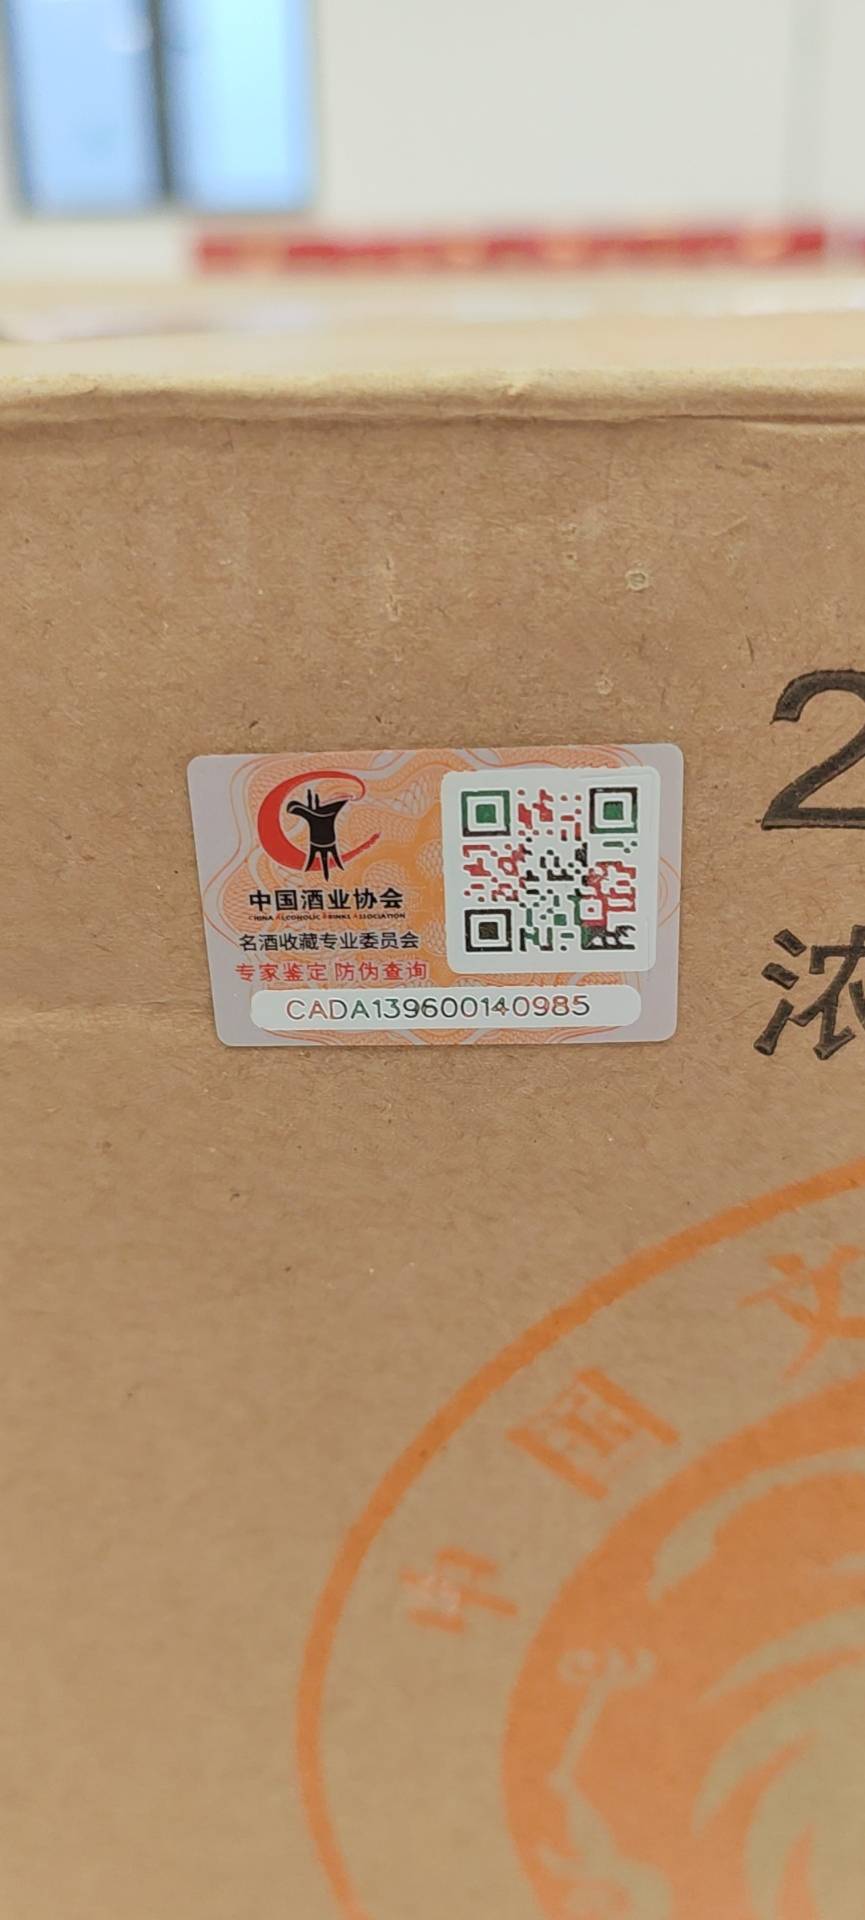 中国酒业协会
CHINA ALCOHOLIC DRINKS ASSOCIATION
名酒收藏专业委员会
专家鉴定 防伪查询
CADA139600140985
2
浓
中国文